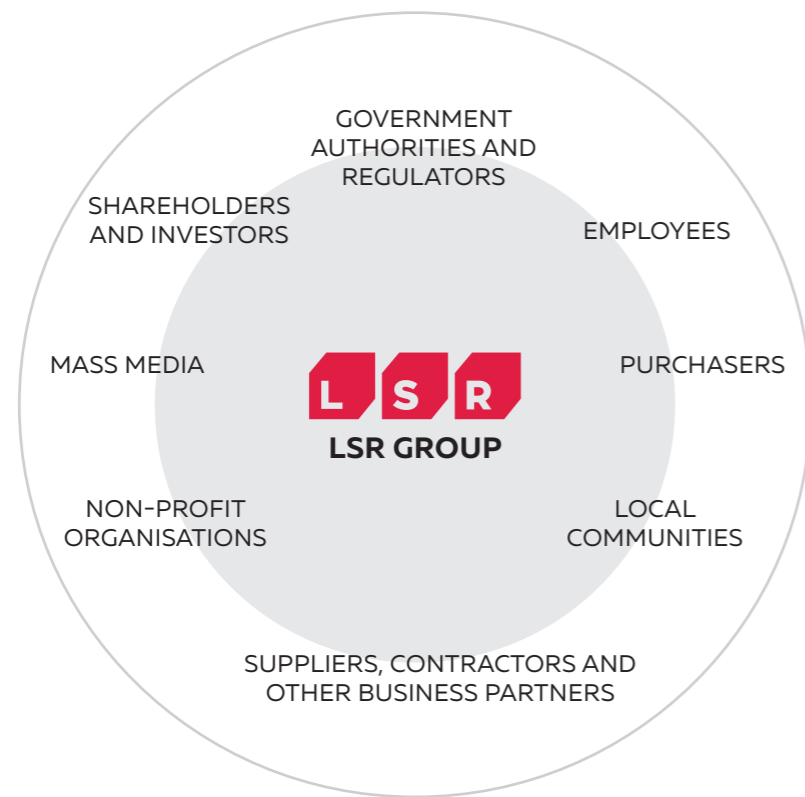 GOVERNMENT
AUTHORITIES AND
REGULATORS
SHAREHOLDERS
AND INVESTORS
EMPLOYEES
MASS MEDIA
PURCHASERS
LSR
LSR GROUP
NON-PROFIT
ORGANISATIONS
LOCAL
COMMUNITIES
SUPPLIERS, CONTRACTORS AND
OTHER BUSINESS PARTNERS